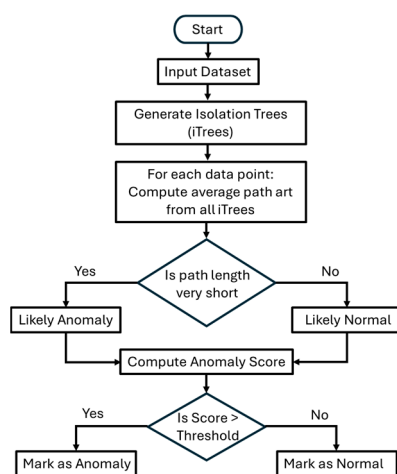 Start
Input Dataset
Generate Isolation Trees
(iTrees)
For each data point:
Compute average path art
from all iTrees
Is path length
very short
Yes
No
Likely Anomaly
Likely Normal
Compute Anomaly Score
Is Score >
Threshold
Yes
No
Mark as Anomaly
Mark as Normal